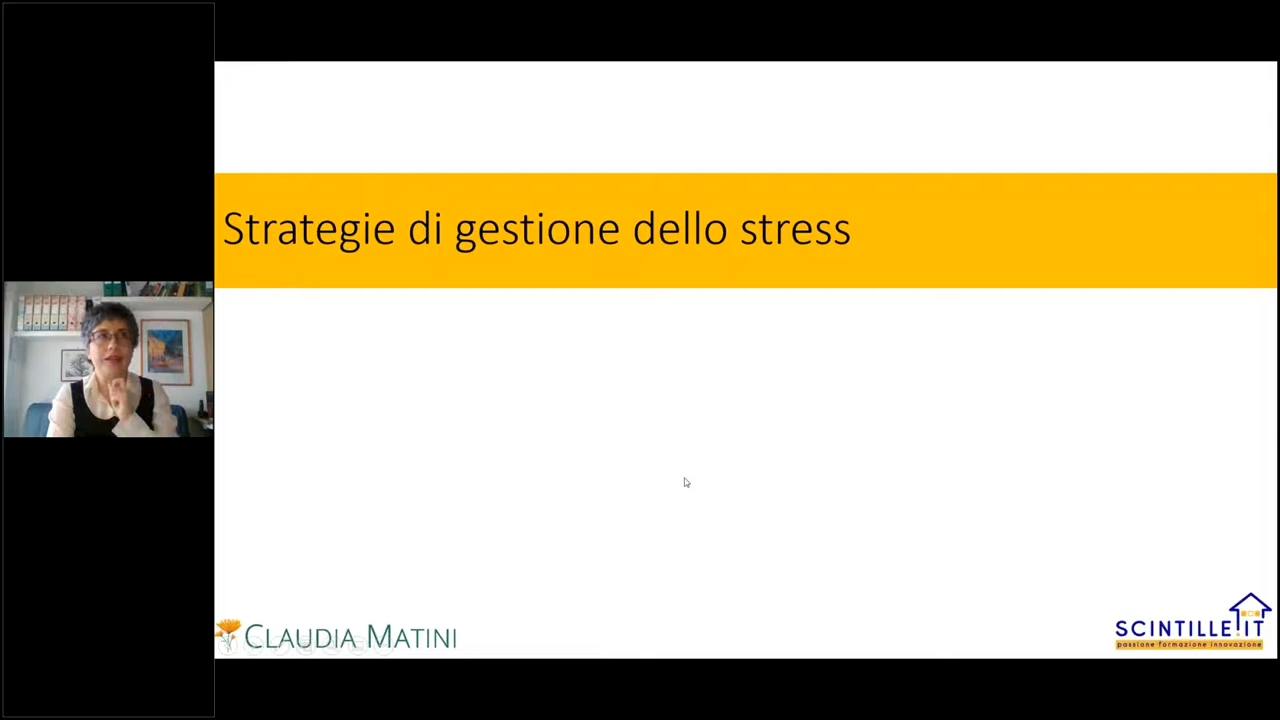 Strategie di gestione dello stress
CLAUDIA MATINI
SCINTILLE.IT
passione formazione innovazione